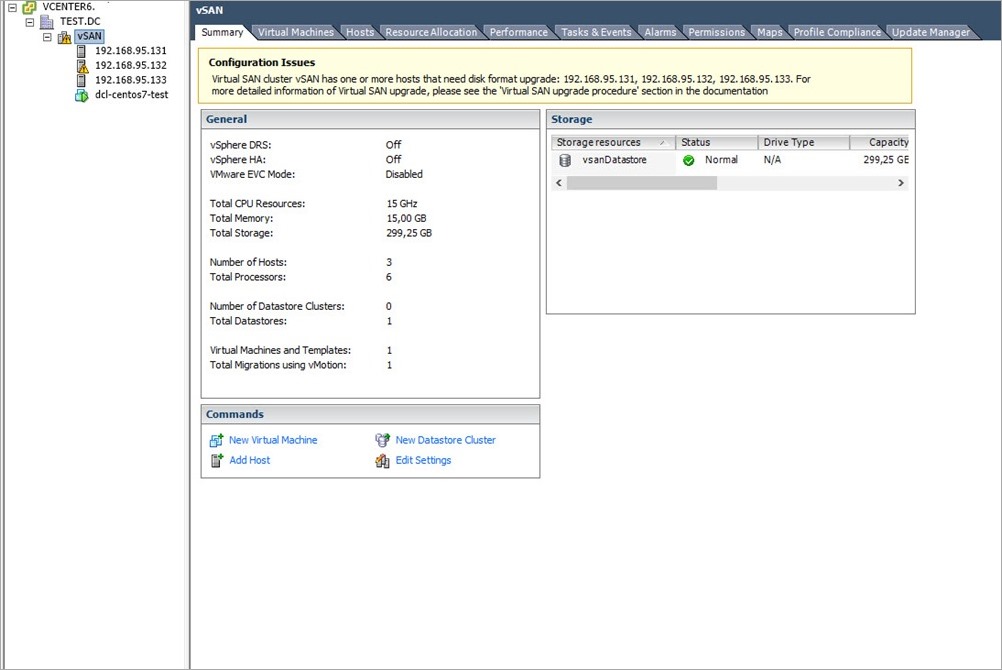 VCENTER6.
TEST.DC
vSAN
192.168.95.131
192.168.95.132
192.168.95.133
dcl-centos7-test
vSAN
Summary Virtual Machines Hosts Resource Allocation Performance Tasks & Events Alarms Permissions Maps Profile Compliance Update Manager
Configuration Issues
Virtual SAN cluster vSAN has one or more hosts that need disk format upgrade: 192.168.95.131, 192.168.95.132, 192.168.95.133. For
more detailed information of Virtual SAN upgrade, please see the 'Virtual SAN upgrade procedure' section in the documentation
General
vSphere DRS: Off
vSphere HA: Off
VMware EVC Mode: Disabled
Total CPU Resources: 15 GHz
Total Memory: 15,00 GB
Total Storage: 299,25 GB
Number of Hosts: 3
Total Processors: 6
Number of Datastore Clusters: 0
Total Datastores: 1
Virtual Machines and Templates: 1
Total Migrations using vMotion: 1
Commands
New Virtual Machine New Datastore Cluster
Add Host Edit Settings
Storage
Storage resources Status Drive Type Capacity
vsanDatastore Normal N/A 299,25 GE